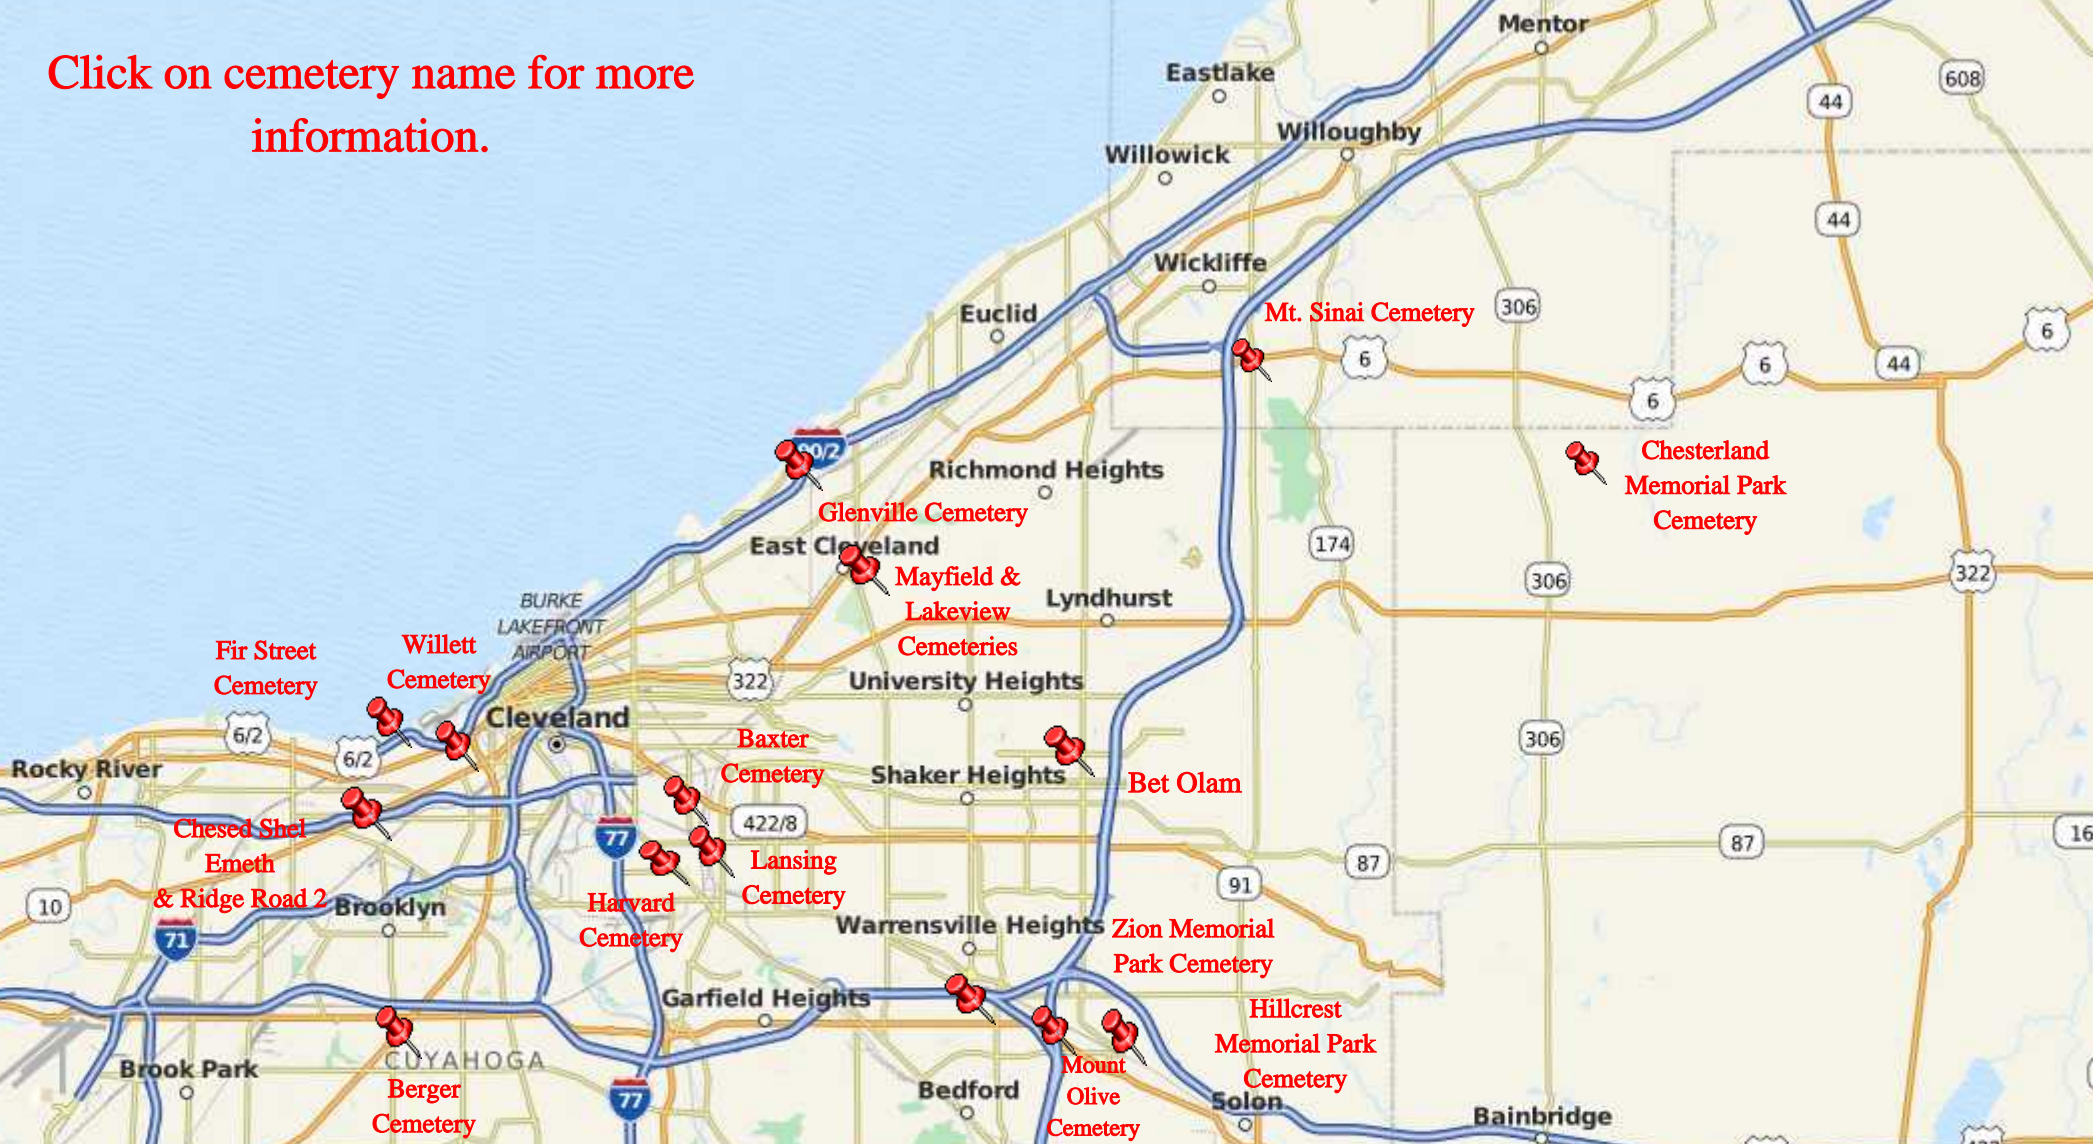 Click on cemetery name for more
information.
Mentor
Eastlake
608
44
Willoughby
Willowick
44
Wickliffe
306
Mt. Sinai Cemetery
Euclid
6
6
6
44
6
90/2
Richmond Heights
Chesterland
Memorial Park
Cemetery
Glenville Cemetery
East Cleveland
174
306
322
Mayfield &
Lakeview
Cemeteries
Lyndhurst
BURKE
LAKEFRONT
AIRPORT
Fir Street
Cemetery
Willett
Cemetery
322
University Heights
Cleveland
6/2
6/2
306
Baxter
Cemetery
Rocky River
Shaker Heights
Bet Olam
422/8
Chesed Shel
Emeth
& Ridge Road 2
77
Lansing
Cemetery
87
87
16
91
10
Brooklyn
Harvard
Cemetery
71
Warrensville Heights
Zion Memorial
Park Cemetery
Garfield Heights
Hillcrest
Memorial Park
Cemetery
CUYAHOGA
Brook Park
Berger
Cemetery
77
Bedford
Mount
Olive
Cemetery
Solon
Bainbridge